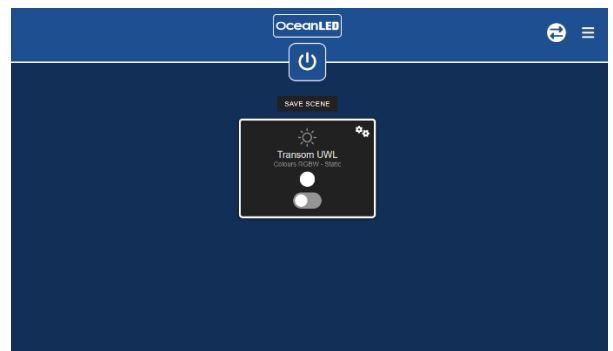 OceanLED
SAVE SCENE
Transom UWL
Colours RGBW - Static